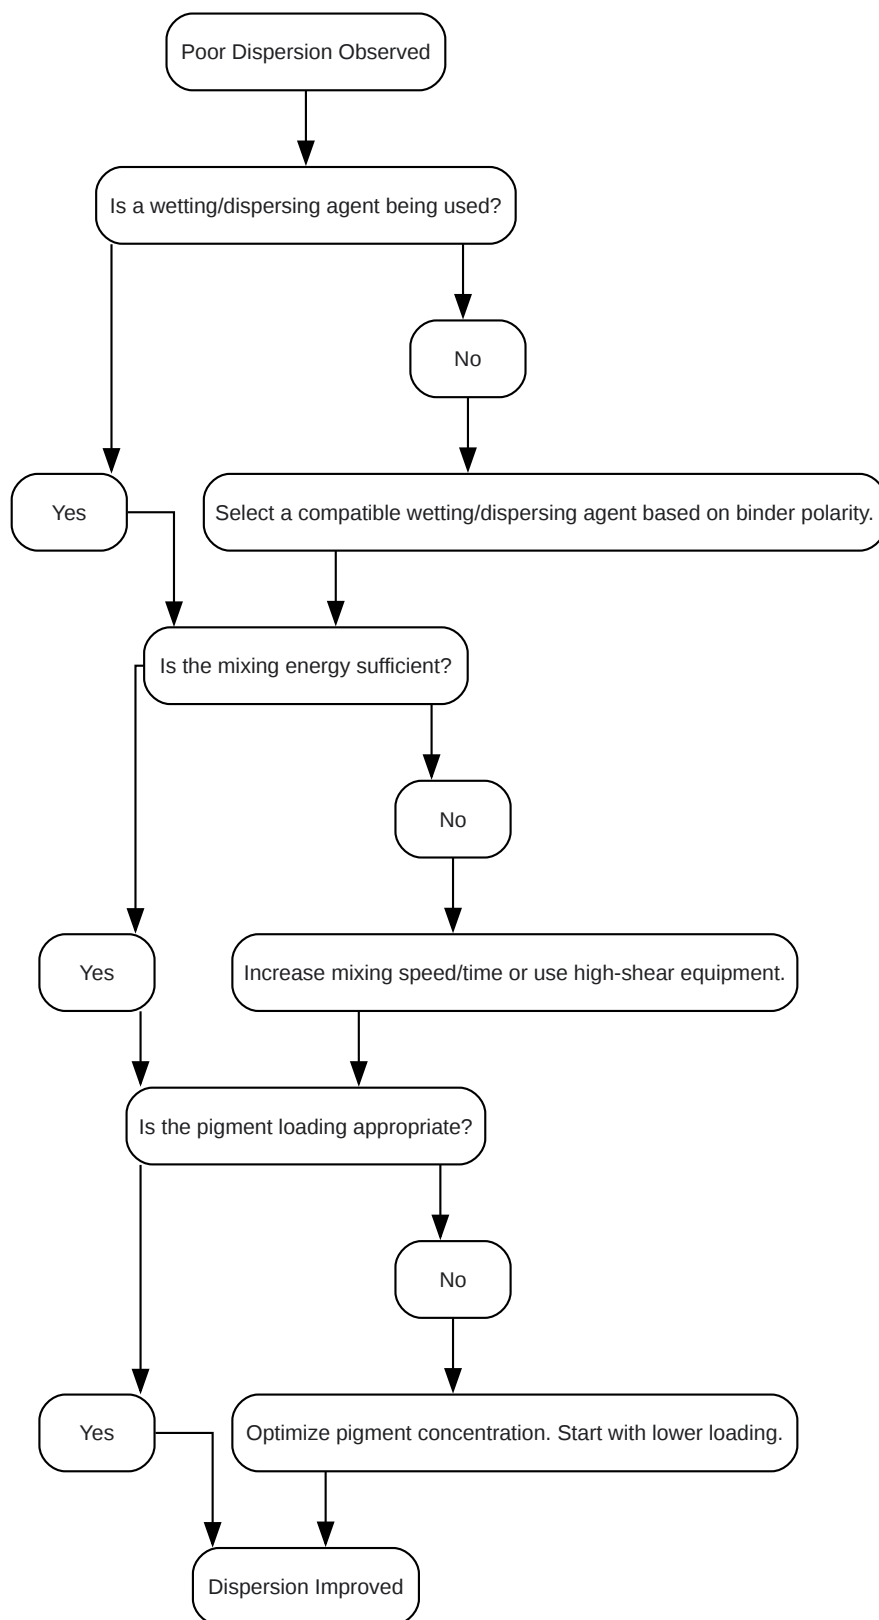 Poor Dispersion Observed
Is a wetting/dispersing agent being used?
No
Yes
Select a compatible wetting/dispersing agent based on binder polarity.
Is the mixing energy sufficient?
No
Yes
Increase mixing speed/time or use high-shear equipment.
Is the pigment loading appropriate?
No
Yes
Optimize pigment concentration. Start with lower loading.
Dispersion Improved